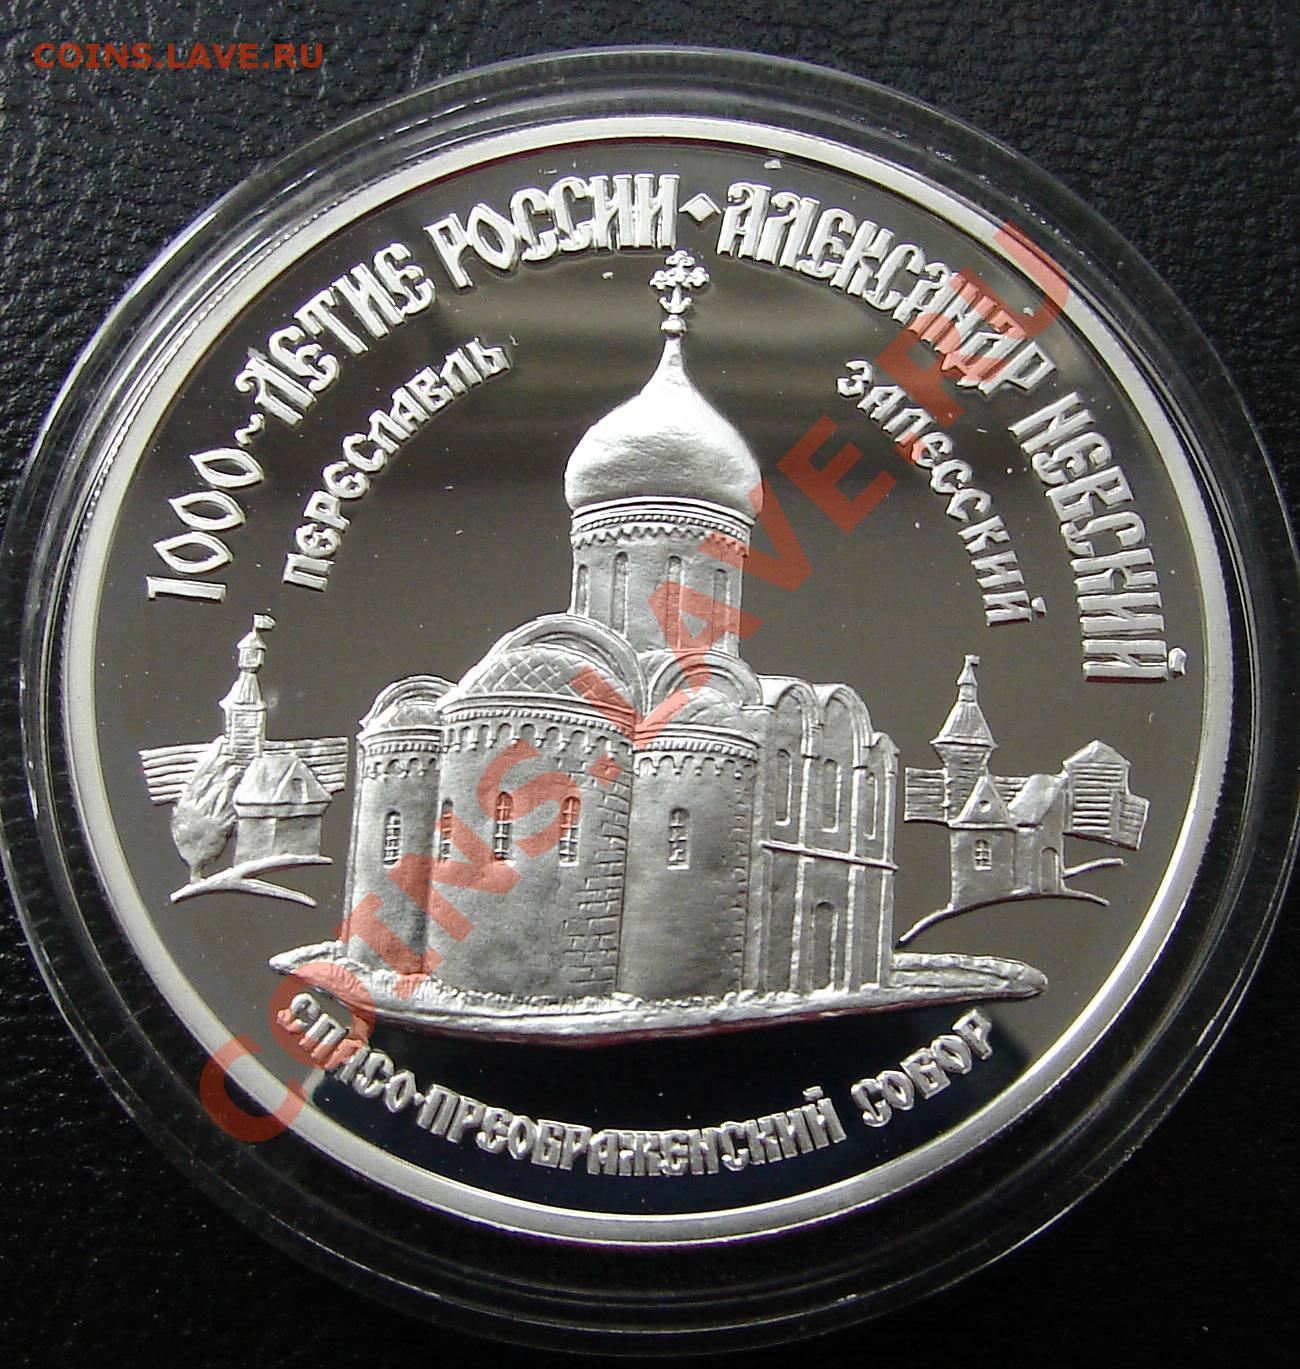 COINS.LAVE.RU
1000~ЛЕТИЕ РОССИИ·АЛЕКСАНДР НЕВСКИЙ
ПЕРЕСЛАВЛЬ
ЗАЛЕССКИЙ
СПАСО-ПРЕОБРАЖЕНСКИЙ СОБОР
COINS.LAVE.RU